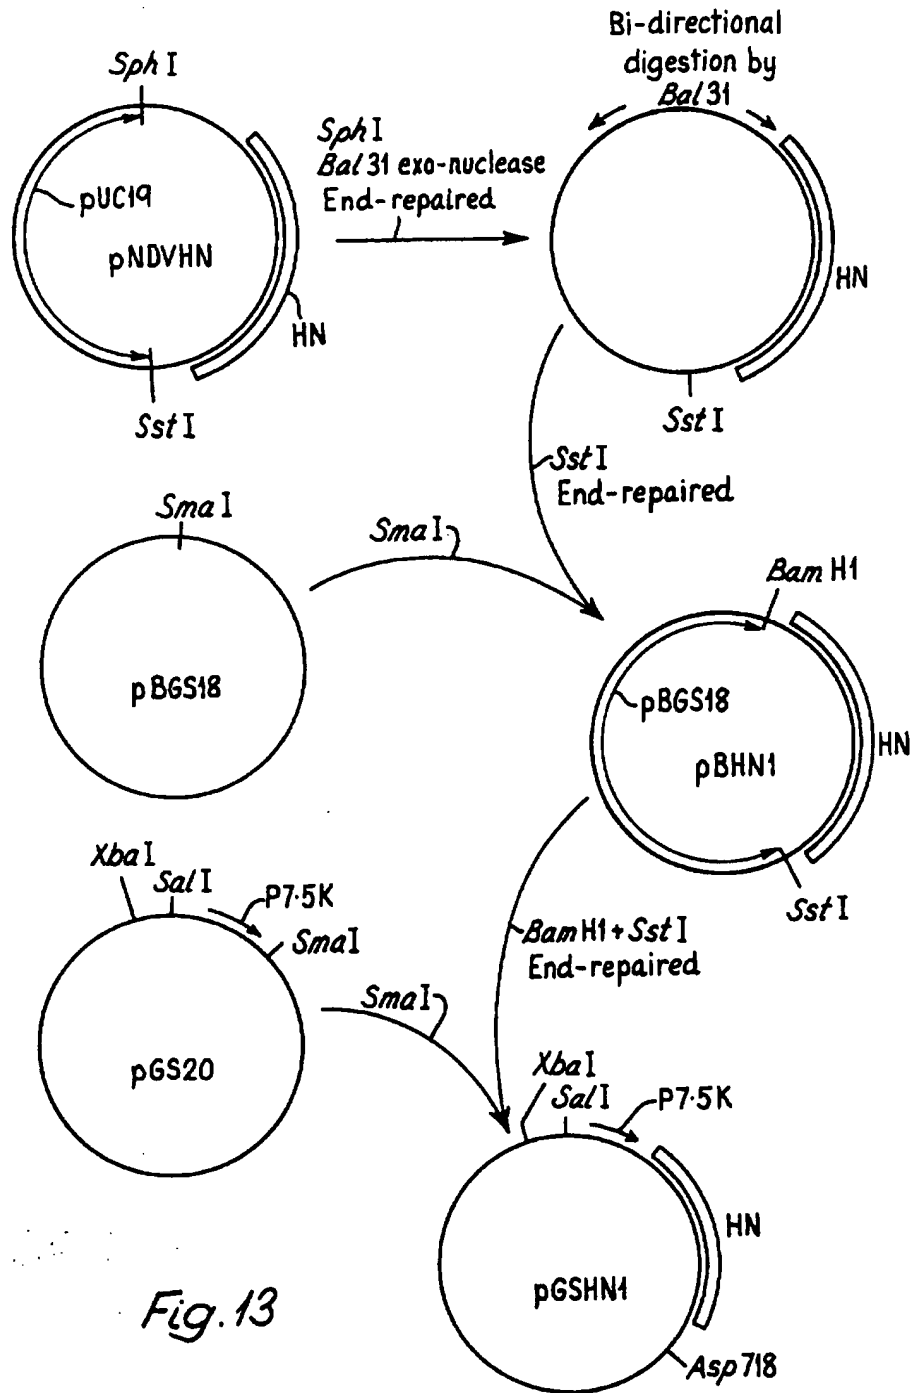 Sph I
pUC19
pNDVHN
HN
Sst I
Sph I
Bal 31 exo-nuclease
End-repaired
Bi-directional
digestion by
Bal 31
HN
Sst I
Sst I
End-repaired
Sma I
pBGS18
Sma I
Bam H1
pBGS18
pBHN1
HN
Sst I
Xba I
Sal I
P7·5K
Sma I
pGS20
Sma I
Bam H1 + Sst I
End-repaired
Xba I
Sal I
P7·5K
HN
pGSHN1
Asp 718
Fig. 13